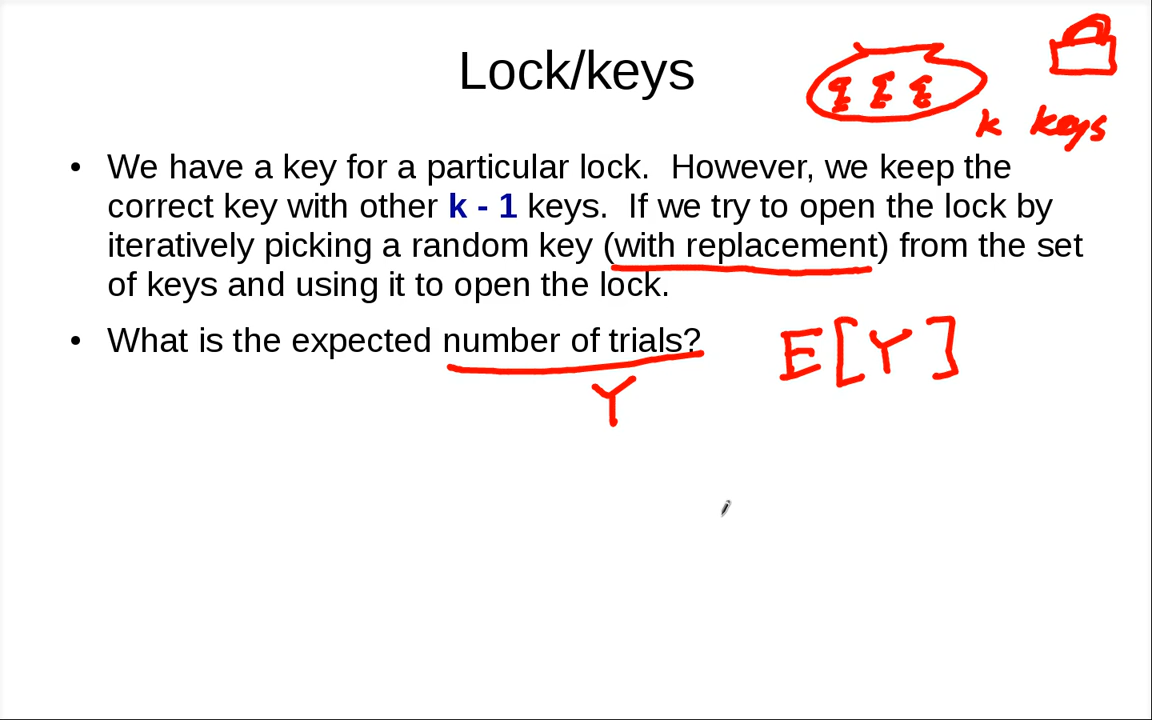 Lock/keys
k keys
• We have a key for a particular lock. However, we keep the
correct key with other k - 1 keys. If we try to open the lock by
iteratively picking a random key (with replacement) from the set
of keys and using it to open the lock.
• What is the expected number of trials? E[Y]
Y